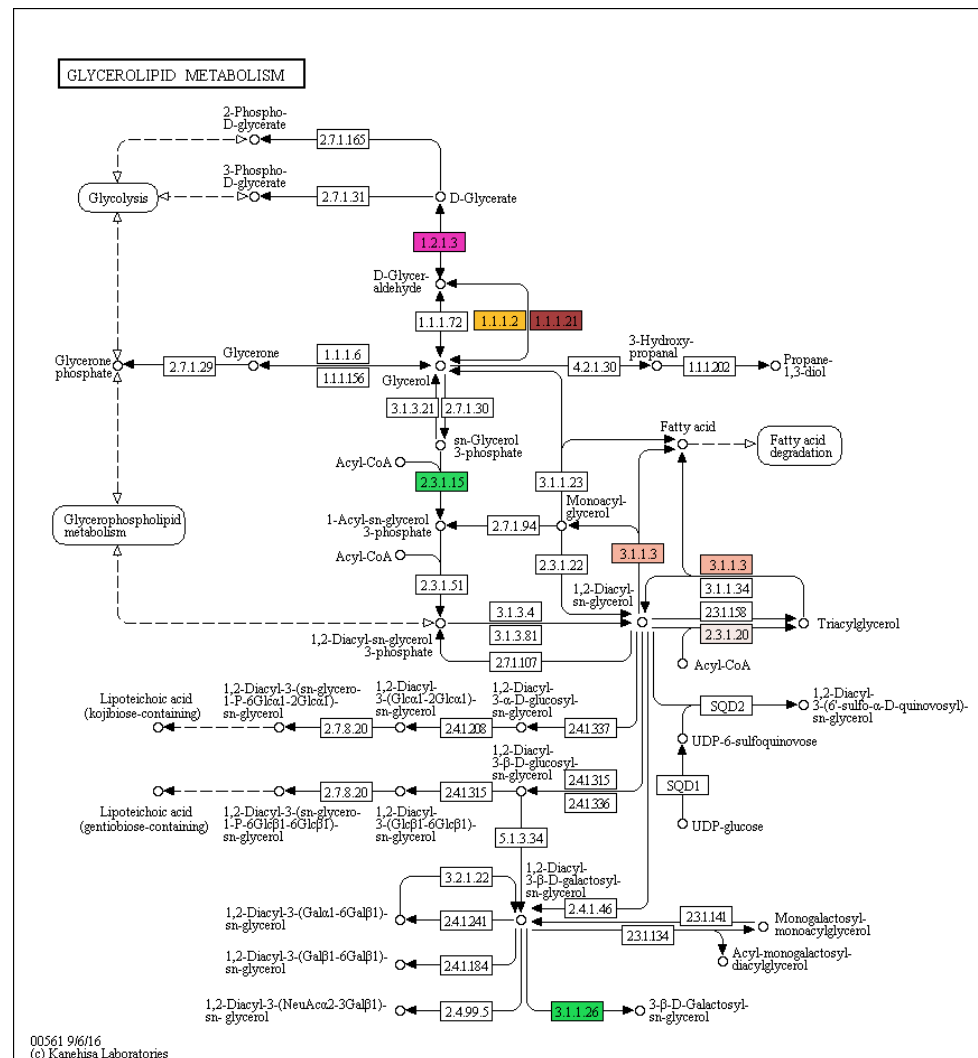 GLYCEROLIPID METABOLISM
2-Phospho-
D-glycerate
2.7.1.165
3-Phospho-
D-glycerate
Glycolysis
2.7.1.31
D-Glycerate
1.2.1.3
D-Glycer-
aldehyde
1.1.1.72
1.1.1.2
1.1.1.21
Glycerone
phosphate
2.7.1.29
Glycerone
1.1.1.6
1.1.1.156
Glycerol
4.2.1.30
3-Hydroxy-
propanal
1.1.1.202
Propane-
1,3-diol
3.1.3.21
2.7.1.30
sn-Glycerol
3-phosphate
Fatty acid
Fatty acid
degradation
Acyl-CoA
2.3.1.15
3.1.1.23
Glycerophospholipid
metabolism
1-Acyl-sn-glycerol
3-phosphate
2.7.1.94
Monoacyl-
glycerol
Acyl-CoA
3.1.1.3
3.1.1.3
2.3.1.51
2.3.1.22
3.1.1.34
1,2-Diacyl-
sn-glycerol
2.3.1.158
3.1.3.4
3.1.3.81
2.3.1.20
Triacylglycerol
1,2-Diacyl-sn-glycerol
3-phosphate
2.7.1.107
Acyl-CoA
Lipoteichoic acid
(kojibiose-containing)
1,2-Diacyl-3-(sn-glycero-
1-P-6Glcα1-2Glcα1)-
sn-glycerol
1,2-Diacyl-
3-(Glcα1-2Glcα1)-
sn-glycerol
1,2-Diacyl-
3-α-D-glucosyl-
sn-glycerol
SQD2
1,2-Diacyl-
3-(6'-sulfo-α-D-quinovosyl)-
sn-glycerol
2.7.8.20
2.4.1.208
2.4.1.337
UDP-6-sulfoquinovose
1,2-Diacyl-
3-β-D-glucosyl-
sn-glycerol
2.7.8.20
2.4.1.315
2.4.1.315
2.4.1.336
SQD1
Lipoteichoic acid
(gentiobiose-containing)
1,2-Diacyl-3-(sn-glycero-
1-P-6Glcβ1-6Glcβ1)-
sn-glycerol
1,2-Diacyl-
3-(Glcβ1-6Glcβ1)-
sn-glycerol
UDP-glucose
5.1.3.34
3.2.1.22
1,2-Diacyl-
3-β-D-galactosyl-
sn-glycerol
1,2-Diacyl-3-(Galα1-6Galβ1)-
sn-glycerol
2.4.1.241
2.4.1.46
2.3.1.141
2.3.1.134
Monogalactosyl-
monoacylglycerol
1,2-Diacyl-3-(Galβ1-6Galβ1)-
sn-glycerol
2.4.1.184
Acyl-monogalactosyl-
diacylglycerol
1,2-Diacyl-3-(NeuAcα2-3Galβ1)-
sn- glycerol
2.4.99.5
3.1.1.26
3-β-D-Galactosyl-
sn-glycerol
00561 9/6/16
(c) Kanehisa Laboratories